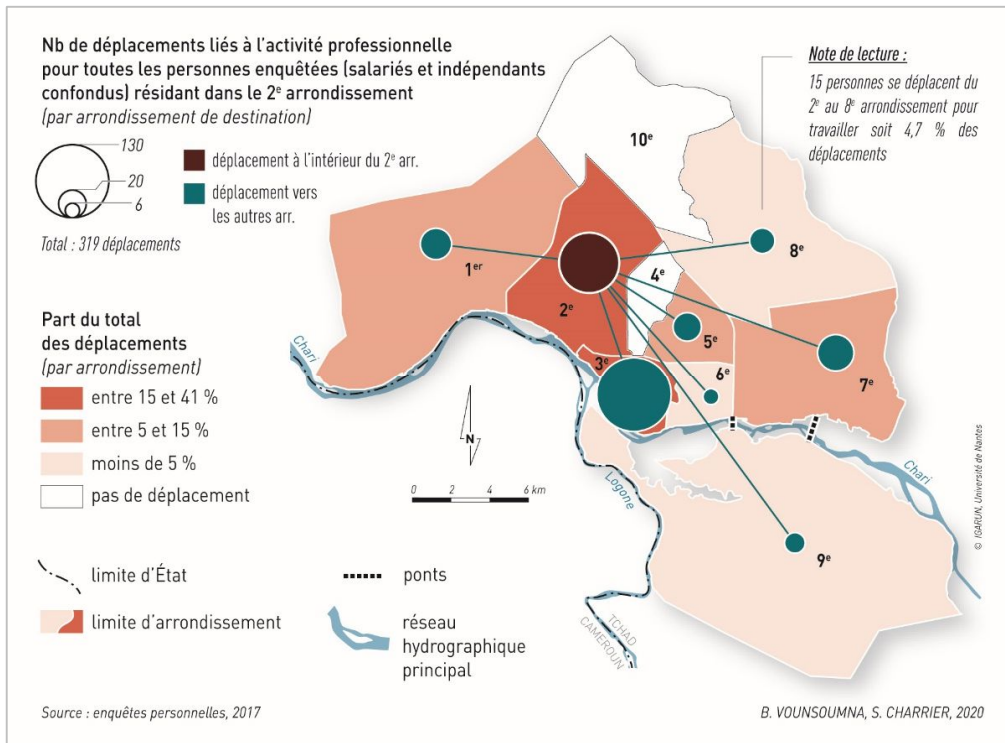 Nb de déplacements liés à l'activité professionnelle
pour toutes les personnes enquêtées (salariés et indépendants
confondus) résidant dans le 2e arrondissement
(par arrondissement de destination)
130
20
6
Total : 319 déplacements
déplacement à l'intérieur du 2e arr.
déplacement vers
les autres arr.
Part du total
des déplacements
(par arrondissement)
entre 15 et 41 %
entre 5 et 15 %
moins de 5 %
pas de déplacement
limite d'État
limite d'arrondissement
ponts
réseau
hydrographique
principal
Note de lecture :
15 personnes se déplacent du
2e au 8e arrondissement pour
travailler soit 4,7 % des
déplacements
10e
1er
2e
4e
8e
5e
3e
6e
7e
9e
Chari
Chari
Logone
TCHAD
CAMEROUN
N
0 2 4 6 km
© IGARUN, Université de Nantes
Source : enquêtes personnelles, 2017
B. VOUNSOUMNA, S. CHARRIER, 2020